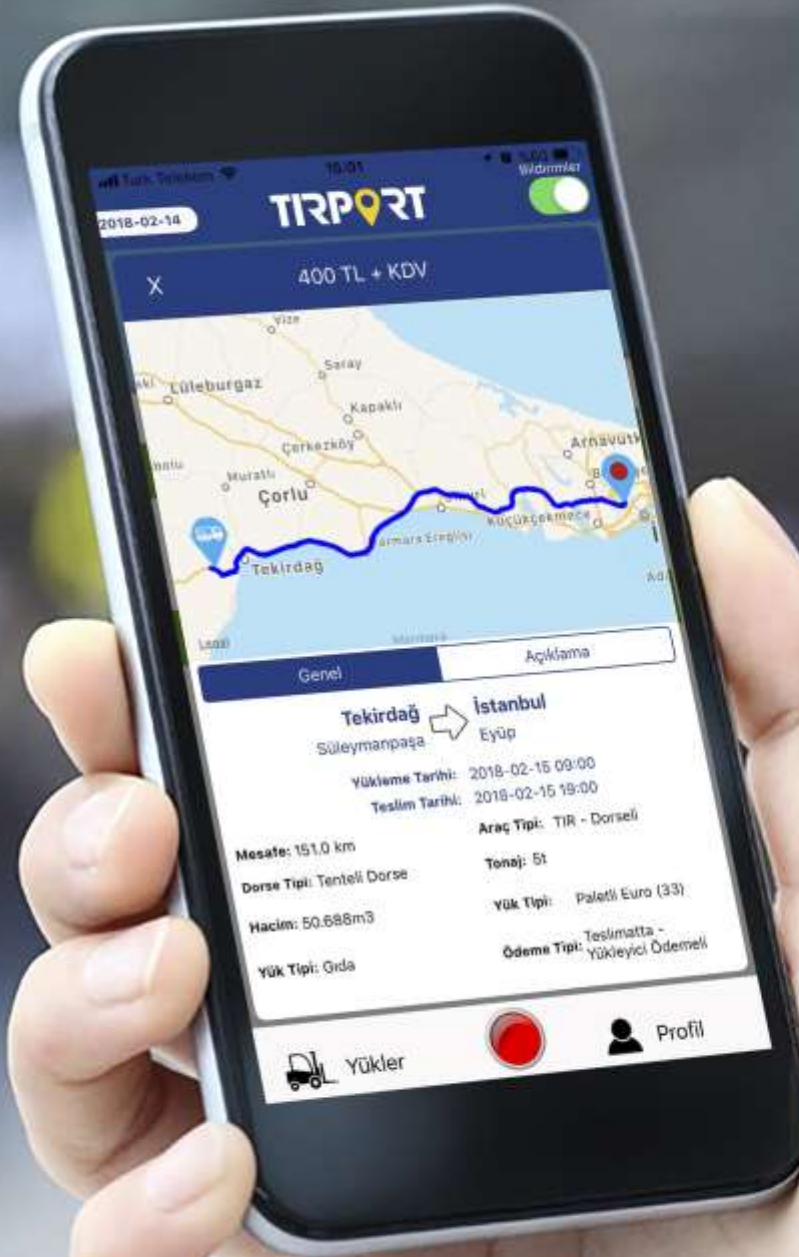 Türk Telekom 16:01 %60
Bildirimler
2018-02-14
TIRPORT
X 400 TL + KDV
Vize
Saray
Lüleburgaz
Kapaklı
Çerkezköy
Muratlı
Çorlu
Küçükçekmece
Marmara Ereğlisi
Tekirdağ
Genel Açıklama
Tekirdağ İstanbul
Süleymanpaşa Eyüp
Yükleme Tarihi: 2018-02-15 09:00
Teslim Tarihi: 2018-02-15 19:00
Mesafe: 151.0 km Araç Tipi: TIR - Dorseli
Dorse Tipi: Tenteli Dorse Tonaj: 5t
Hacim: 50.688m3 Yük Tipi: Paletli Euro (33)
Yük Tipi: Gıda Ödeme Tipi: Teslimatta -
Yükleyici Ödemeli
Yükler Profil